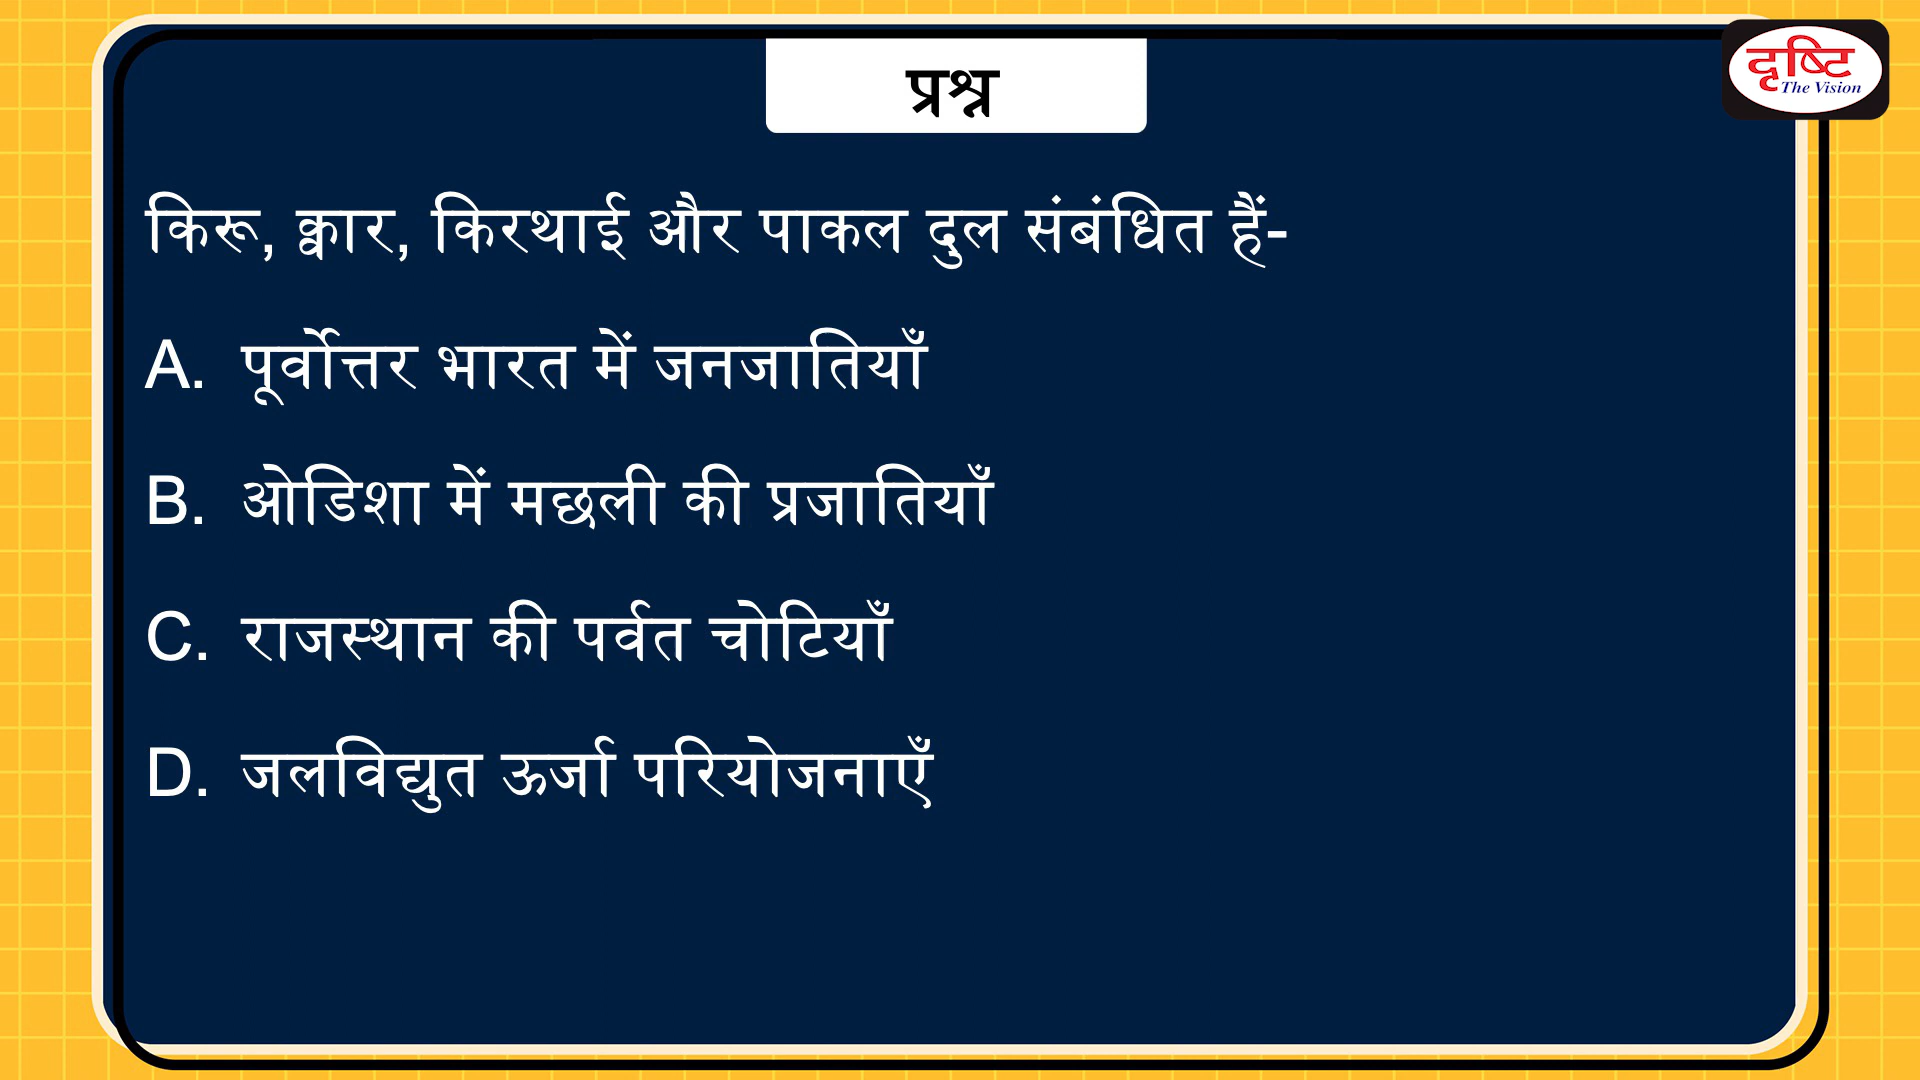 प्रश्न
दृष्टि
The Vision
किरू, क्वार, किरथाई और पाकल दुल संबंधित हैं-
A. पूर्वोत्तर भारत में जनजातियाँ
B. ओडिशा में मछली की प्रजातियाँ
C. राजस्थान की पर्वत चोटियाँ
D. जलविद्युत ऊर्जा परियोजनाएँ